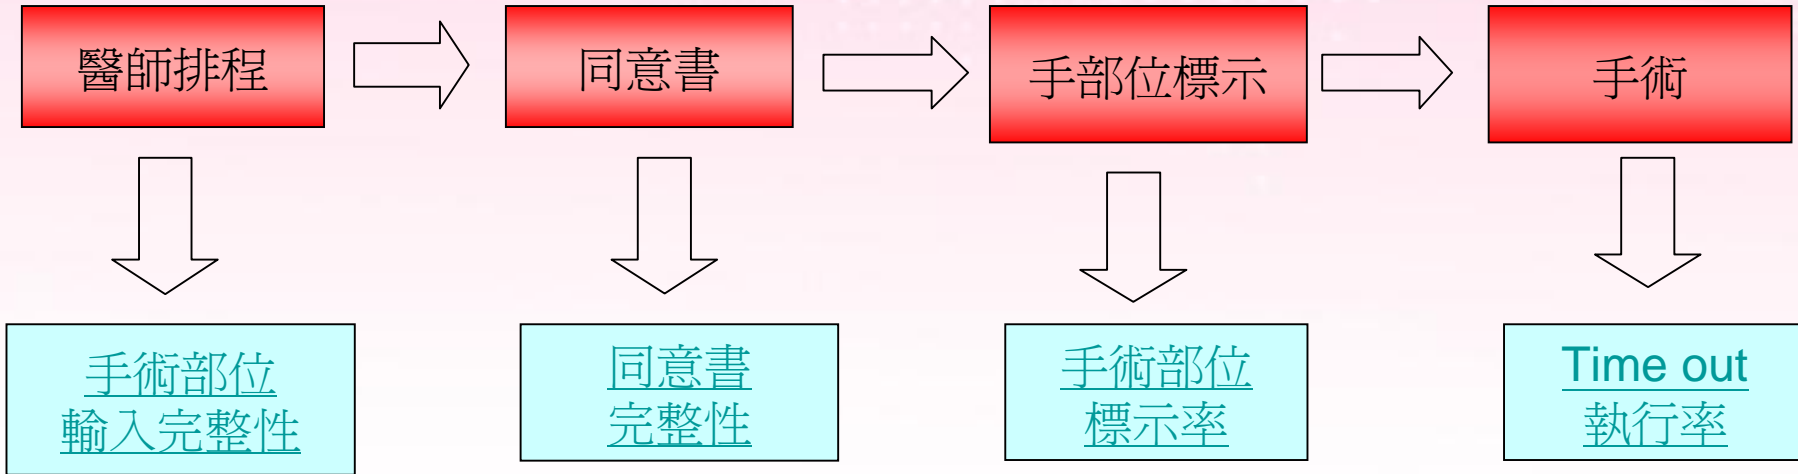 醫師排程
同意書
手部位標示
手術
手術部位
輸入完整性
同意書
完整性
手術部位
標示率
Time out
執行率